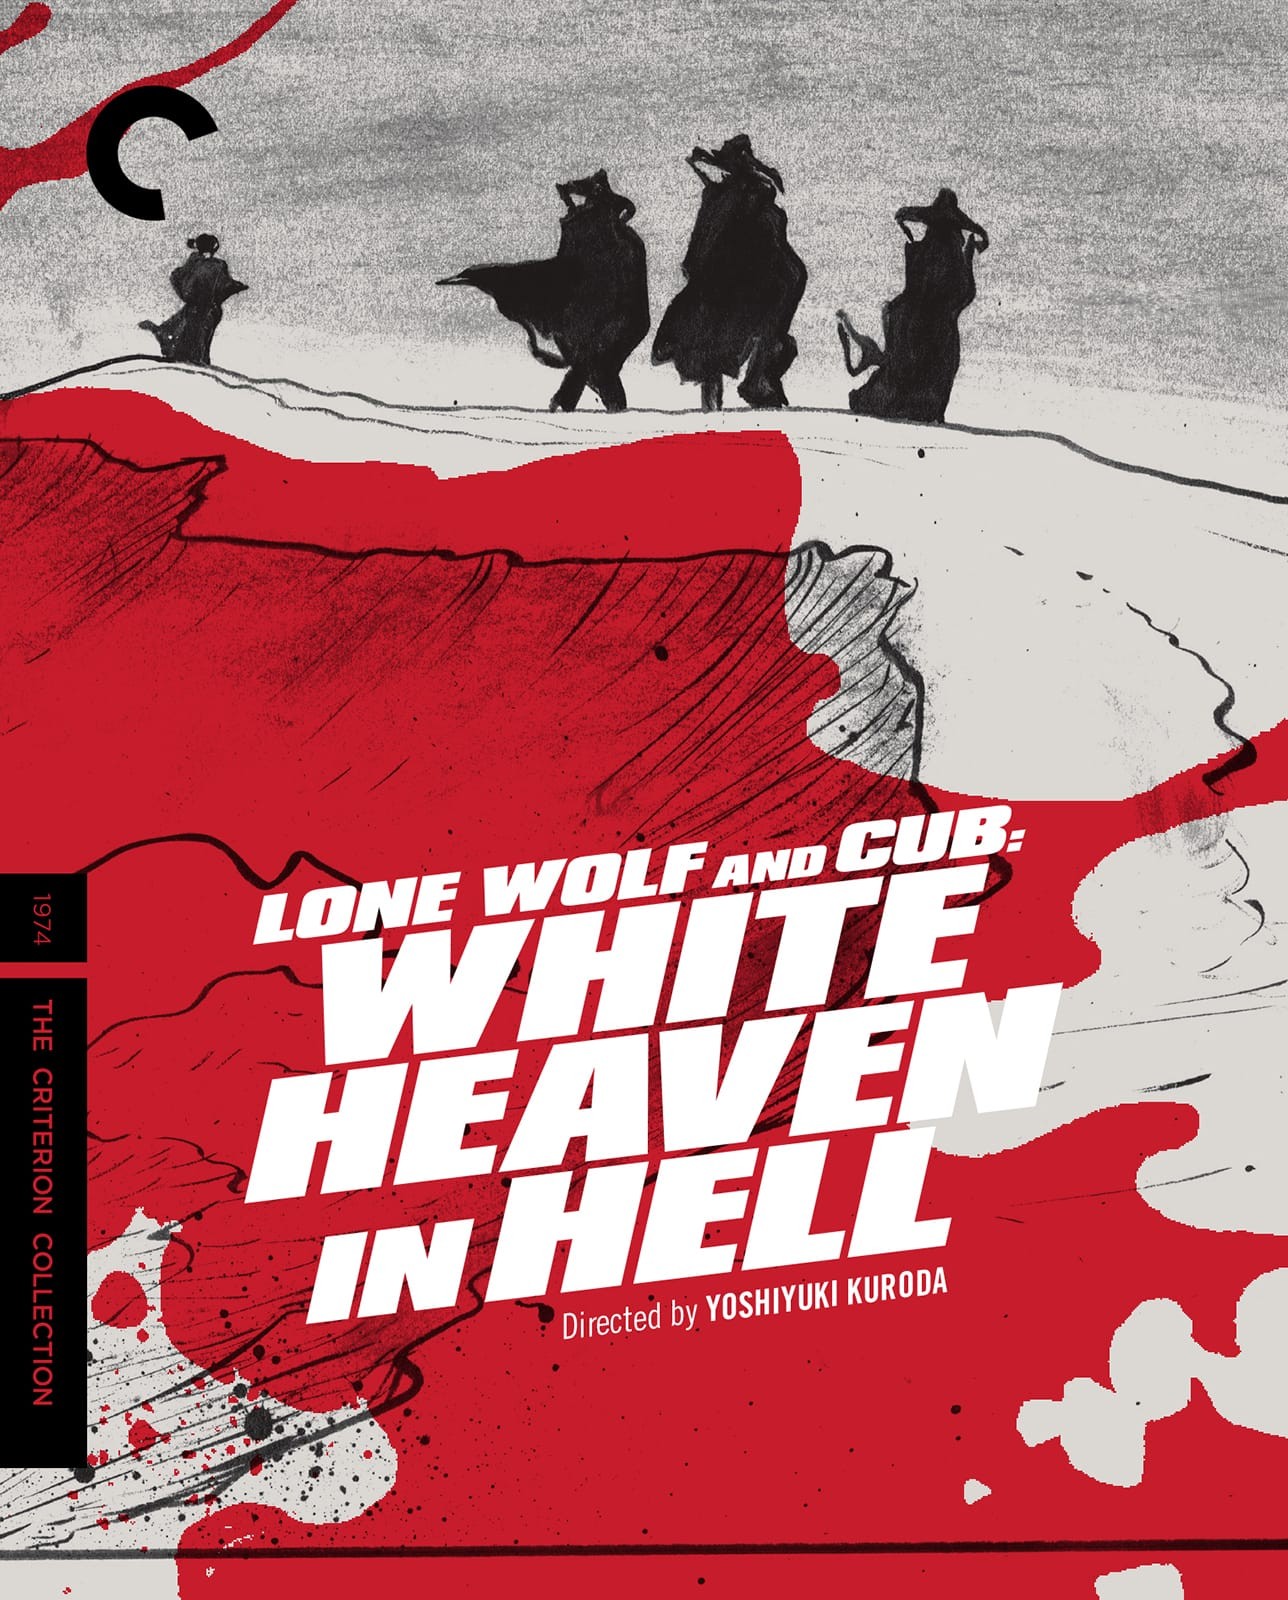 LONE WOLF AND CUB:
WHITE
HEAVEN
IN HELL
Directed by YOSHIYUKI KURODA
1974
THE CRITERION COLLECTION